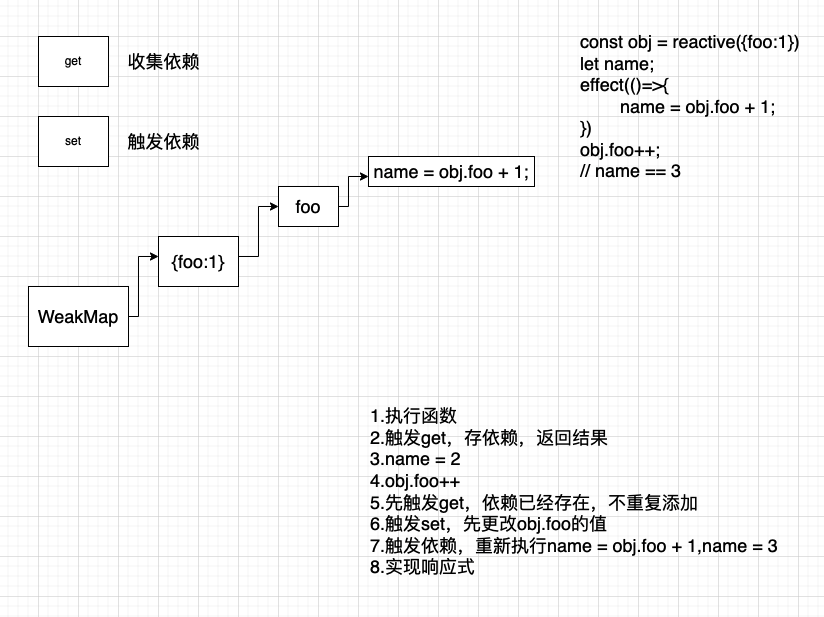 get
收集依赖
set
触发依赖
const obj = reactive({foo:1})
let name;
effect(()=>{
name = obj.foo + 1;
})
obj.foo++;
// name == 3
name = obj.foo + 1;
foo
{foo:1}
WeakMap
1.执行函数
2.触发get，存依赖，返回结果
3.name = 2
4.obj.foo++
5.先触发get，依赖已经存在，不重复添加
6.触发set，先更改obj.foo的值
7.触发依赖，重新执行name = obj.foo + 1,name = 3
8.实现响应式